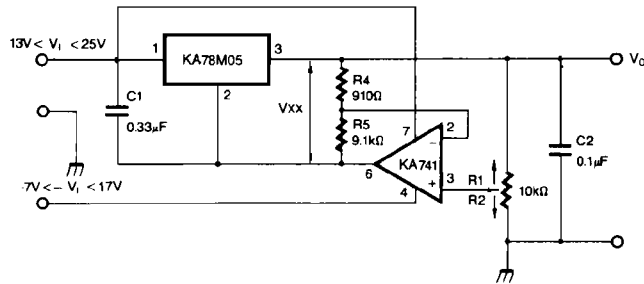 13V < VI < 25V
1
KA78M05
3
VO
2
C1
0.33μF
VXX
R4
910Ω
R5
9.1kΩ
7
2
−
KA741
6
+
3
4
R1
R2
10kΩ
C2
0.1μF
-7V <− VI < 17V